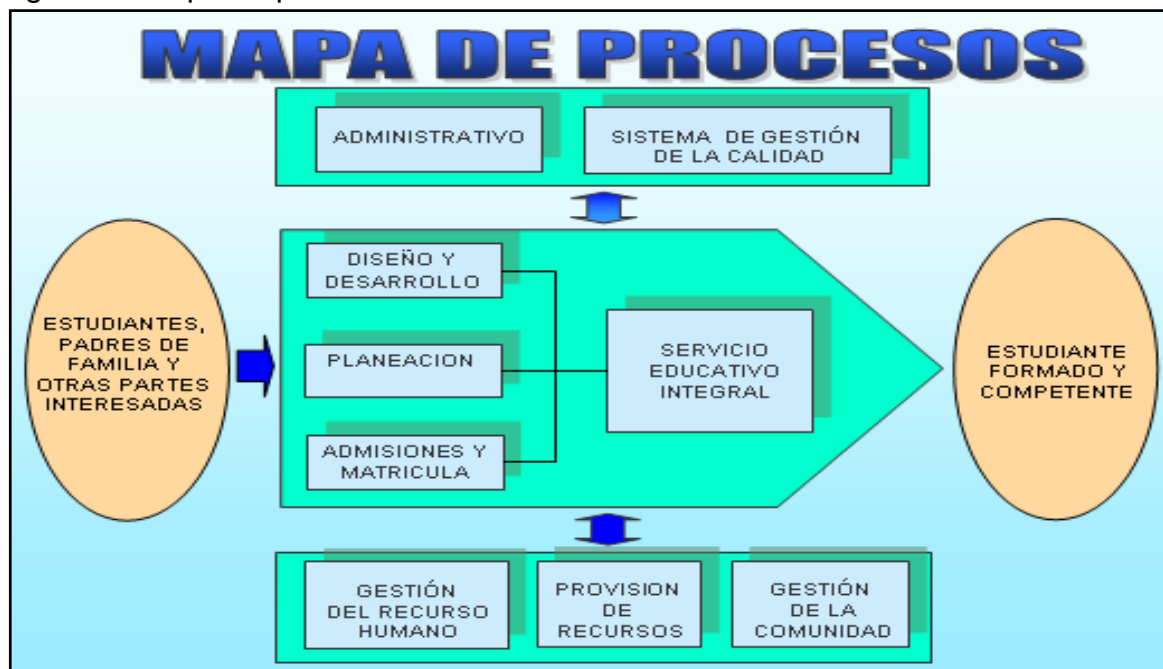 MAPA DE PROCESOS
ADMINISTRATIVO
SISTEMA DE GESTIÓN
DE LA CALIDAD
ESTUDIANTES,
PADRES DE
FAMILIA Y
OTRAS PARTES
INTERESADAS
DISEÑO Y
DESARROLLO
PLANEACION
ADMISIONES Y
MATRICULA
SERVICIO
EDUCATIVO
INTEGRAL
ESTUDIANTE
FORMADO Y
COMPETENTE
GESTIÓN
DEL RECURSO
HUMANO
PROVISION
DE
RECURSOS
GESTIÓN
DE LA
COMUNIDAD